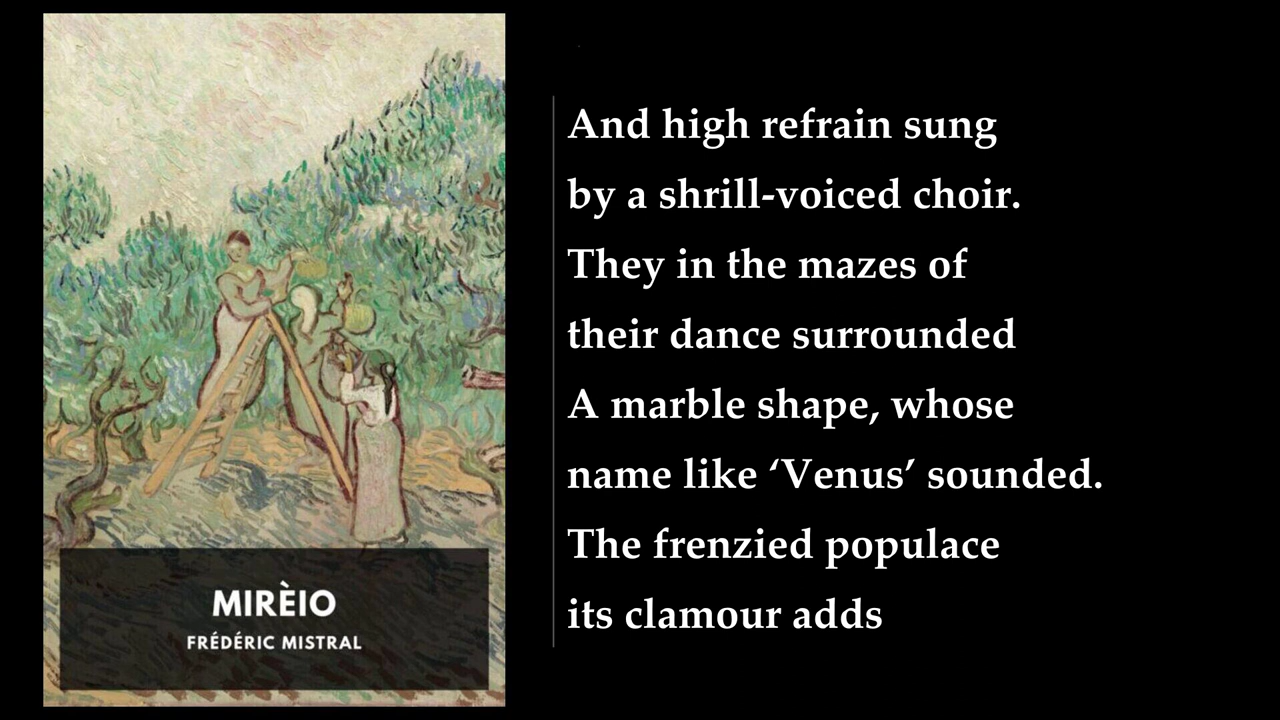 MIRÈIO
FRÉDÉRIC MISTRAL
And high refrain sung
by a shrill-voiced choir.
They in the mazes of
their dance surrounded
A marble shape, whose
name like ‘Venus’ sounded.
The frenzied populace
its clamour adds